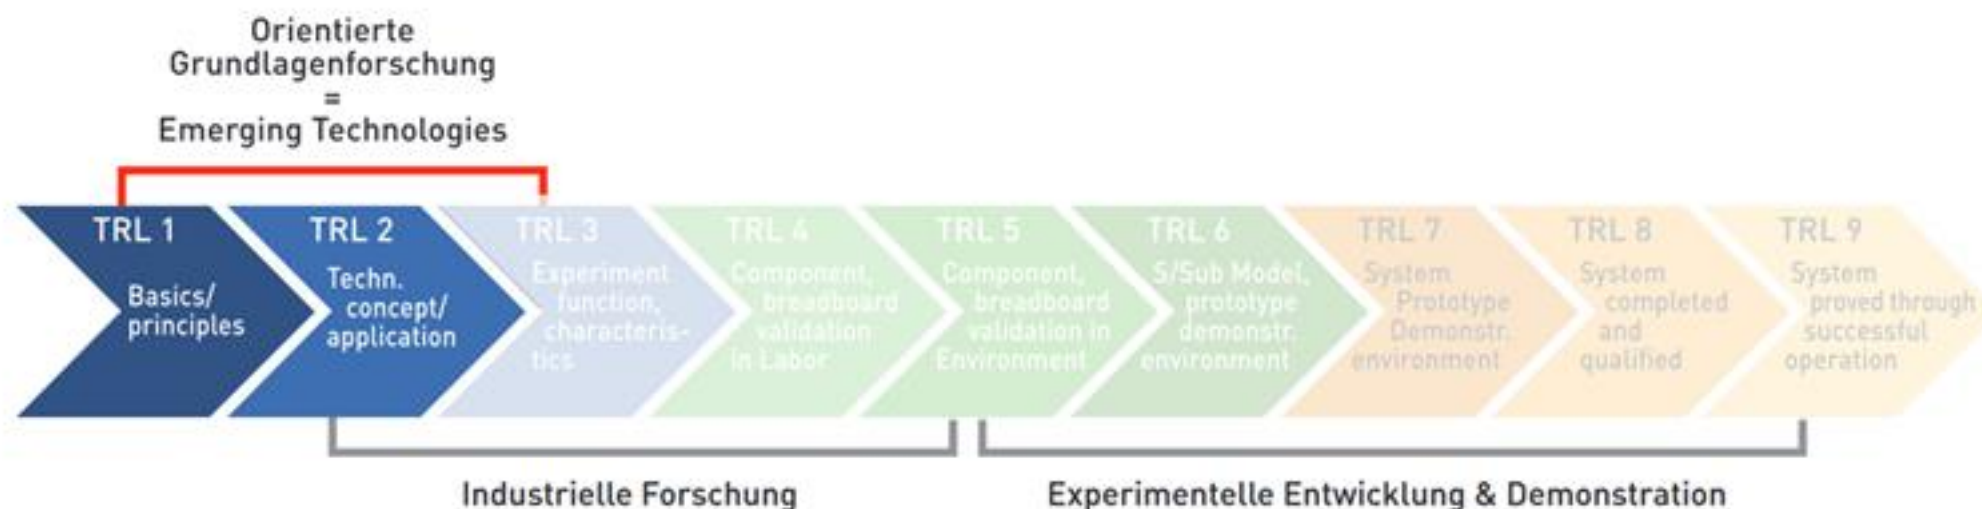 Orientierte
Grundlagenforschung
=
Emerging Technologies
TRL 1
Basics/
principles
TRL 2
Techn.
concept/
application
TRL 3
Experiment
function,
characteris-
tics
TRL 4
Component,
breadboard
validation
in Labor
TRL 5
Component,
breadboard
validation in
Environment
TRL 6
S/Sub Model,
prototype
demonstr.
environment
TRL 7
System
Prototype
Demonstr.
environment
TRL 8
System
completed
and
qualified
TRL 9
System
proved through
successful
operation
Industrielle Forschung
Experimentelle Entwicklung & Demonstration